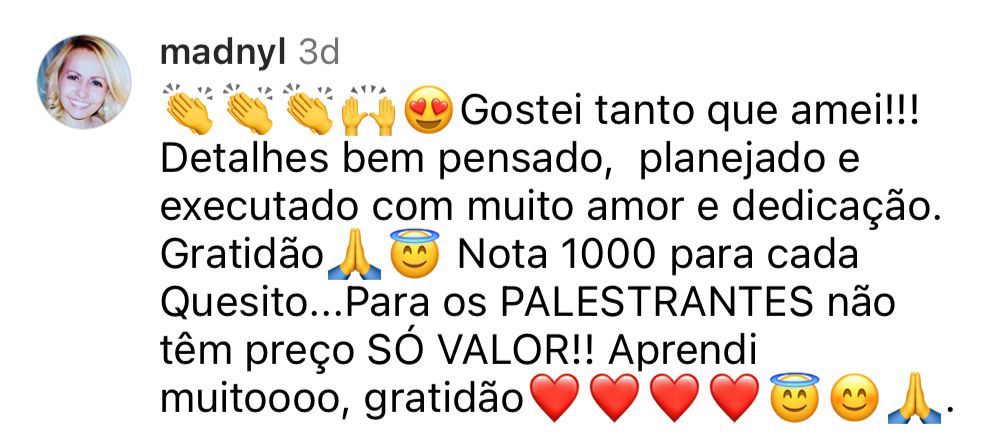 madnyl 3d
👏👏👏🙌😍Gostei tanto que amei!!!
Detalhes bem pensado,  planejado e
executado com muito amor e dedicação.
Gratidão🙏😇 Nota 1000 para cada
Quesito...Para os PALESTRANTES não
têm preço SÓ VALOR!! Aprendi
muitoooo, gratidão❤️❤️❤️❤️😇😊🙏.